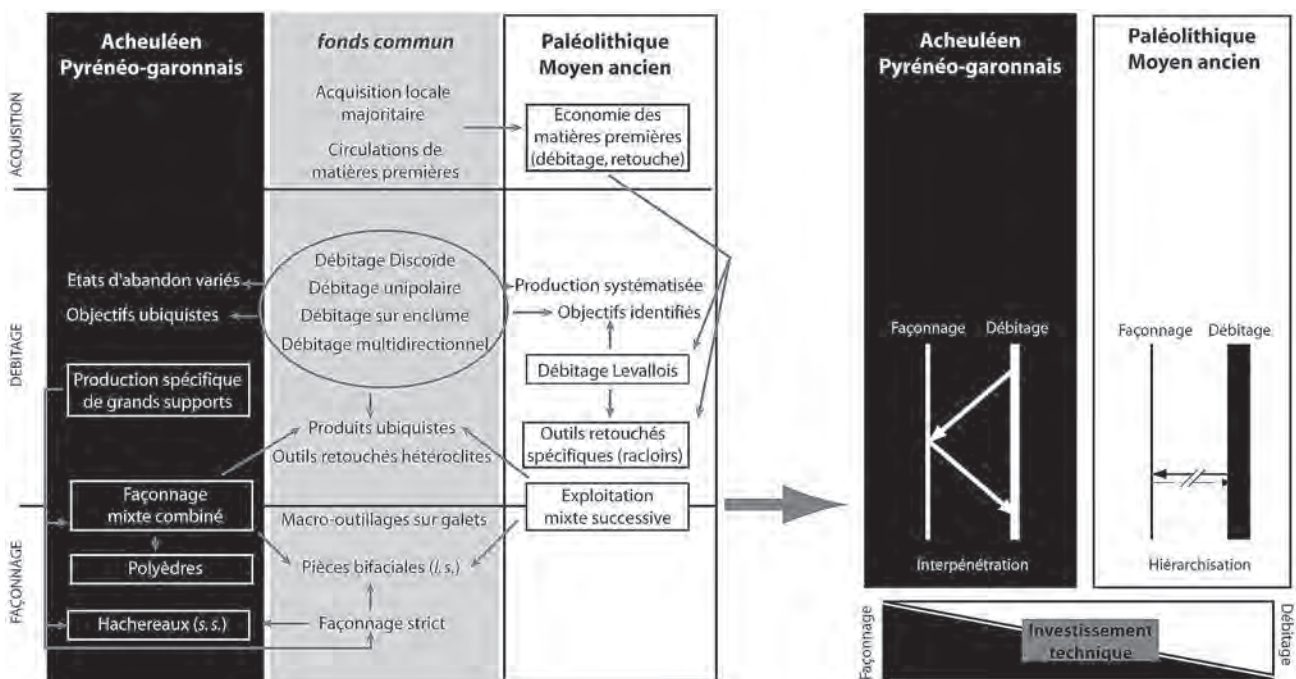 Acheuléen
Pyrénéo-garonnais
fonds commun
Paléolithique
Moyen ancien
ACQUISITION
Acquisition locale
majoritaire
Circulations de
matières premières
Economie des
matières premières
(débitage, retouche)
DEBITAGE
Etats d'abandon variés
Objectifs ubiquistes
Production spécifique
de grands supports
Débitage Discoïde
Débitage unipolaire
Débitage sur enclume
Débitage multidirectionnel
Production systématisée
Objectifs identifiés
Débitage Levallois
Produits ubiquistes
Outils retouchés hétéroclites
Outils retouchés
spécifiques (racloirs)
FAÇONNAGE
Façonnage
mixte combiné
Polyèdres
Hachereaux (s. s.)
Macro-outillages sur galets
Pièces bifaciales (l. s.)
Façonnage strict
Exploitation
mixte successive
Acheuléen
Pyrénéo-garonnais
Façonnage Débitage
Interpénétration
Paléolithique
Moyen ancien
Façonnage Débitage
Hiérarchisation
Façonnage
Investissement
technique
Débitage